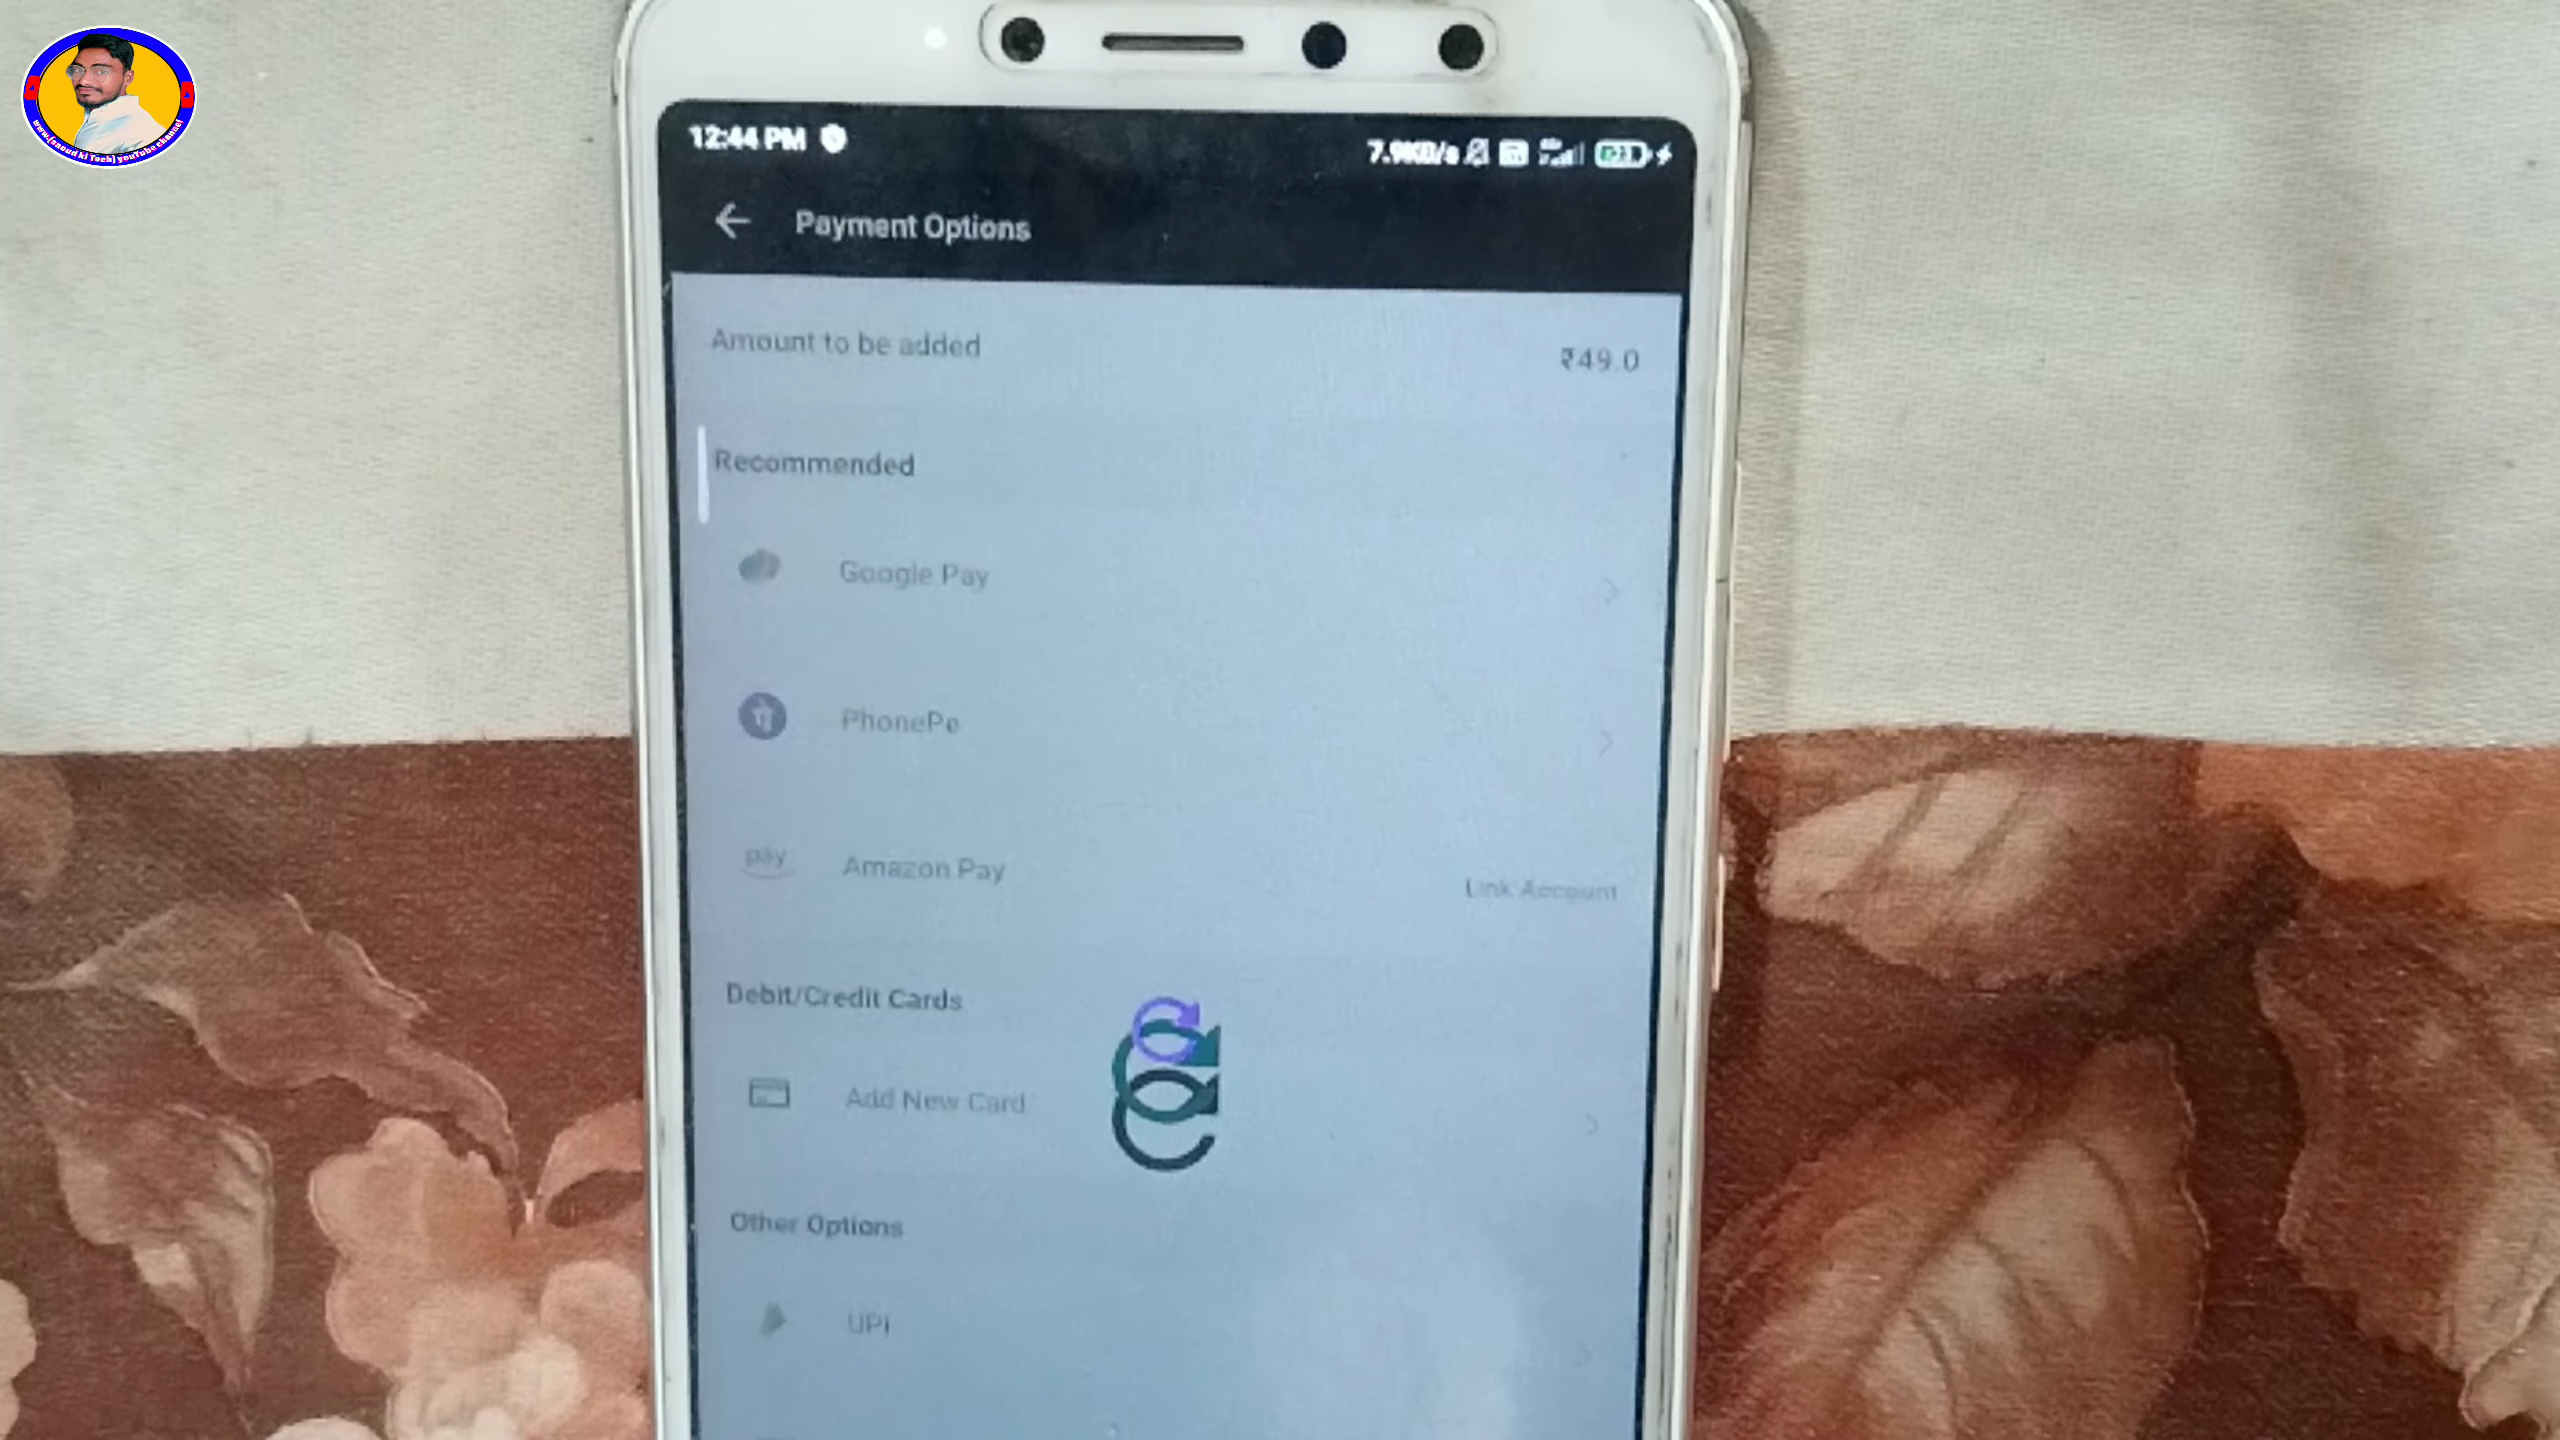 12:44 PM
7.9KB/s
23
Payment Options
Amount to be added
₹49.0
Recommended
Google Pay
PhonePe
pay
Amazon Pay
Link Account
Debit/Credit Cards
Add New Card
Other Options
UPI